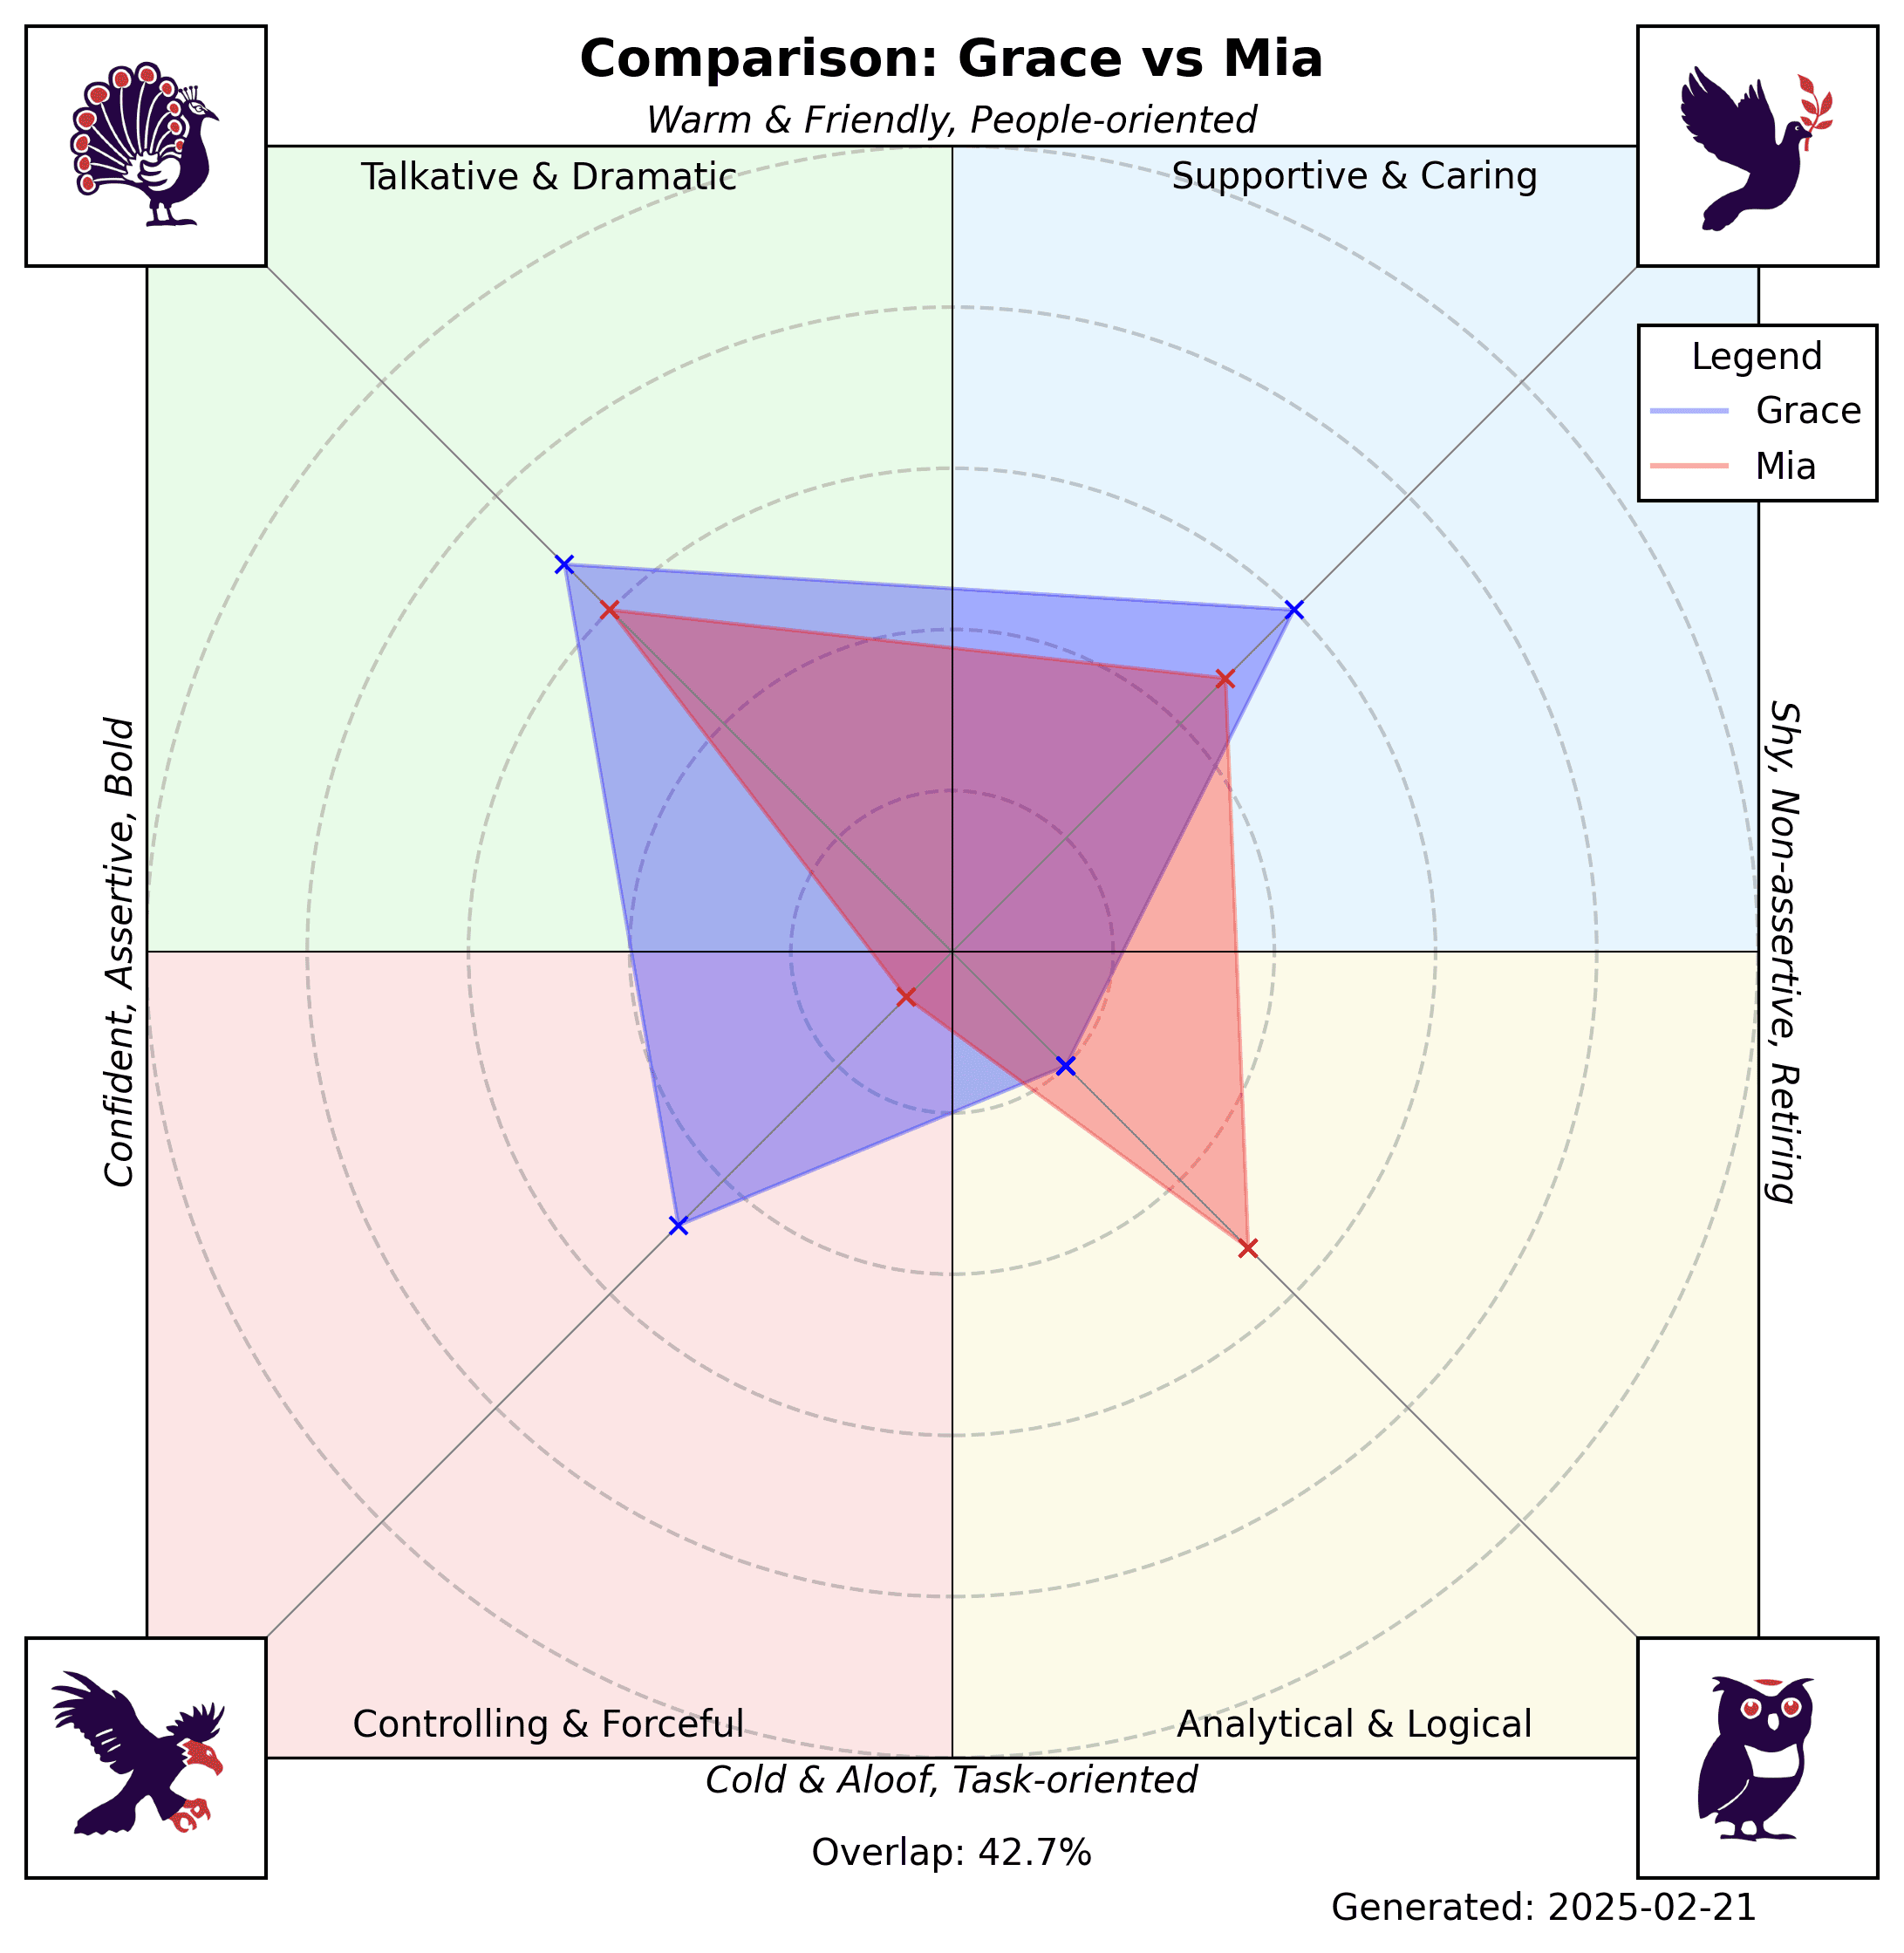 Comparison: Grace vs Mia
Warm & Friendly, People-oriented
Talkative & Dramatic
Supportive & Caring
Legend
Grace
Mia
Confident, Assertive, Bold
Shy, Non-assertive, Retiring
Controlling & Forceful
Analytical & Logical
Cold & Aloof, Task-oriented
Overlap: 42.7%
Generated: 2025-02-21